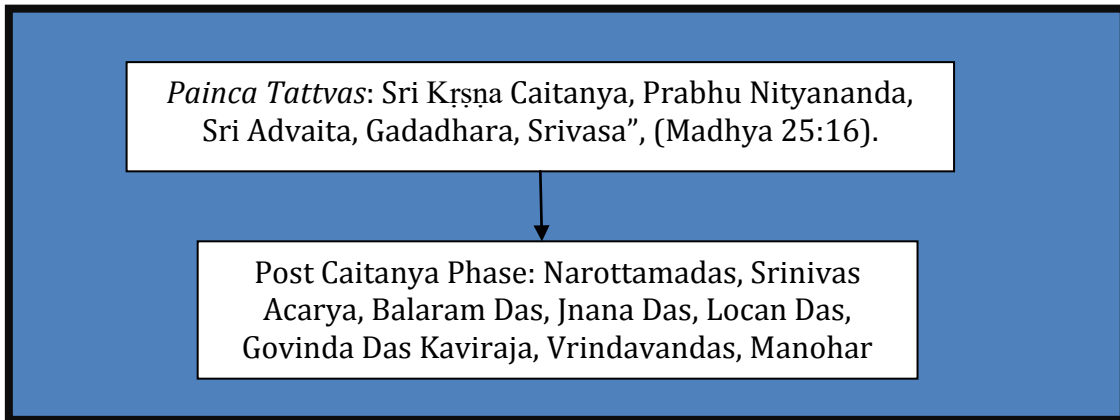 Painca Tattvas: Sri Kṛṣṇa Caitanya, Prabhu Nityananda,
Sri Advaita, Gadadhara, Srivasa”, (Madhya 25:16).
Post Caitanya Phase: Narottamadas, Srinivas
Acarya, Balaram Das, Jnana Das, Locan Das,
Govinda Das Kaviraja, Vrindavandas, Manohar